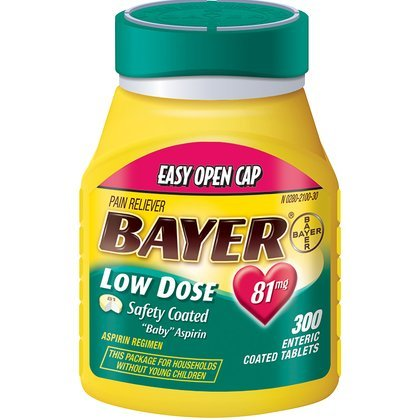 EASY OPEN CAP
N 0280-2100-30
PAIN RELIEVER
BAYER®
BAYER
BAYER
LOW DOSE
81mg
81
Safety Coated
"Baby" Aspirin
ASPIRIN REGIMEN
THIS PACKAGE FOR HOUSEHOLDS
WITHOUT YOUNG CHILDREN
300
ENTERIC
COATED TABLETS